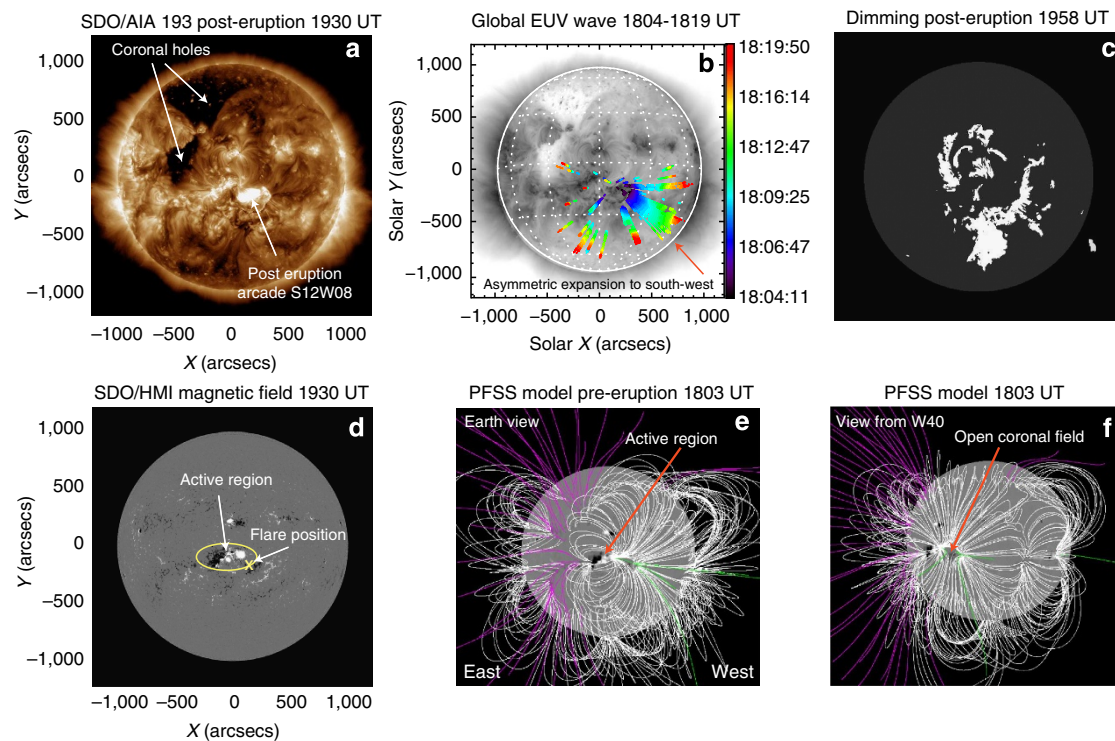 SDO/AIA 193 post-eruption 1930 UT
a
Coronal holes
Post eruption
arcade S12W08
1,000
500
0
−500
−1,000
Y (arcsecs)
−1000 −500 0 500 1,000
X (arcsecs)
Global EUV wave 1804-1819 UT
b
1,000
500
0
−500
−1,000
Solar Y (arcsecs)
Asymmetric expansion to south-west
−1,000 −500 0 500 1,000
Solar X (arcsecs)
18:19:50
18:16:14
18:12:47
18:09:25
18:06:47
18:04:11
Dimming post-eruption 1958 UT
c
SDO/HMI magnetic field 1930 UT
d
Active region
Flare position
1,000
500
0
−500
−1,000
Y (arcsecs)
−1,000 −500 0 500 1,000
X (arcsecs)
PFSS model pre-eruption 1803 UT
Earth view
e
Active region
East
West
PFSS model 1803 UT
View from W40
f
Open coronal field